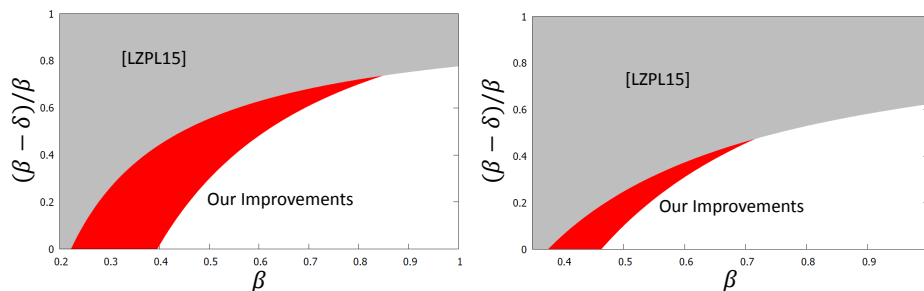 1
0.8
0.6
0.4
0.2
0
(β − δ)/β
[LZPL15]
Our Improvements
0.2 0.3 0.4 0.5 0.6 0.7 0.8 0.9 1
β
1
0.8
0.6
0.4
0.2
0
(β − δ)/β
[LZPL15]
Our Improvements
0.4 0.5 0.6 0.7 0.8 0.9
β